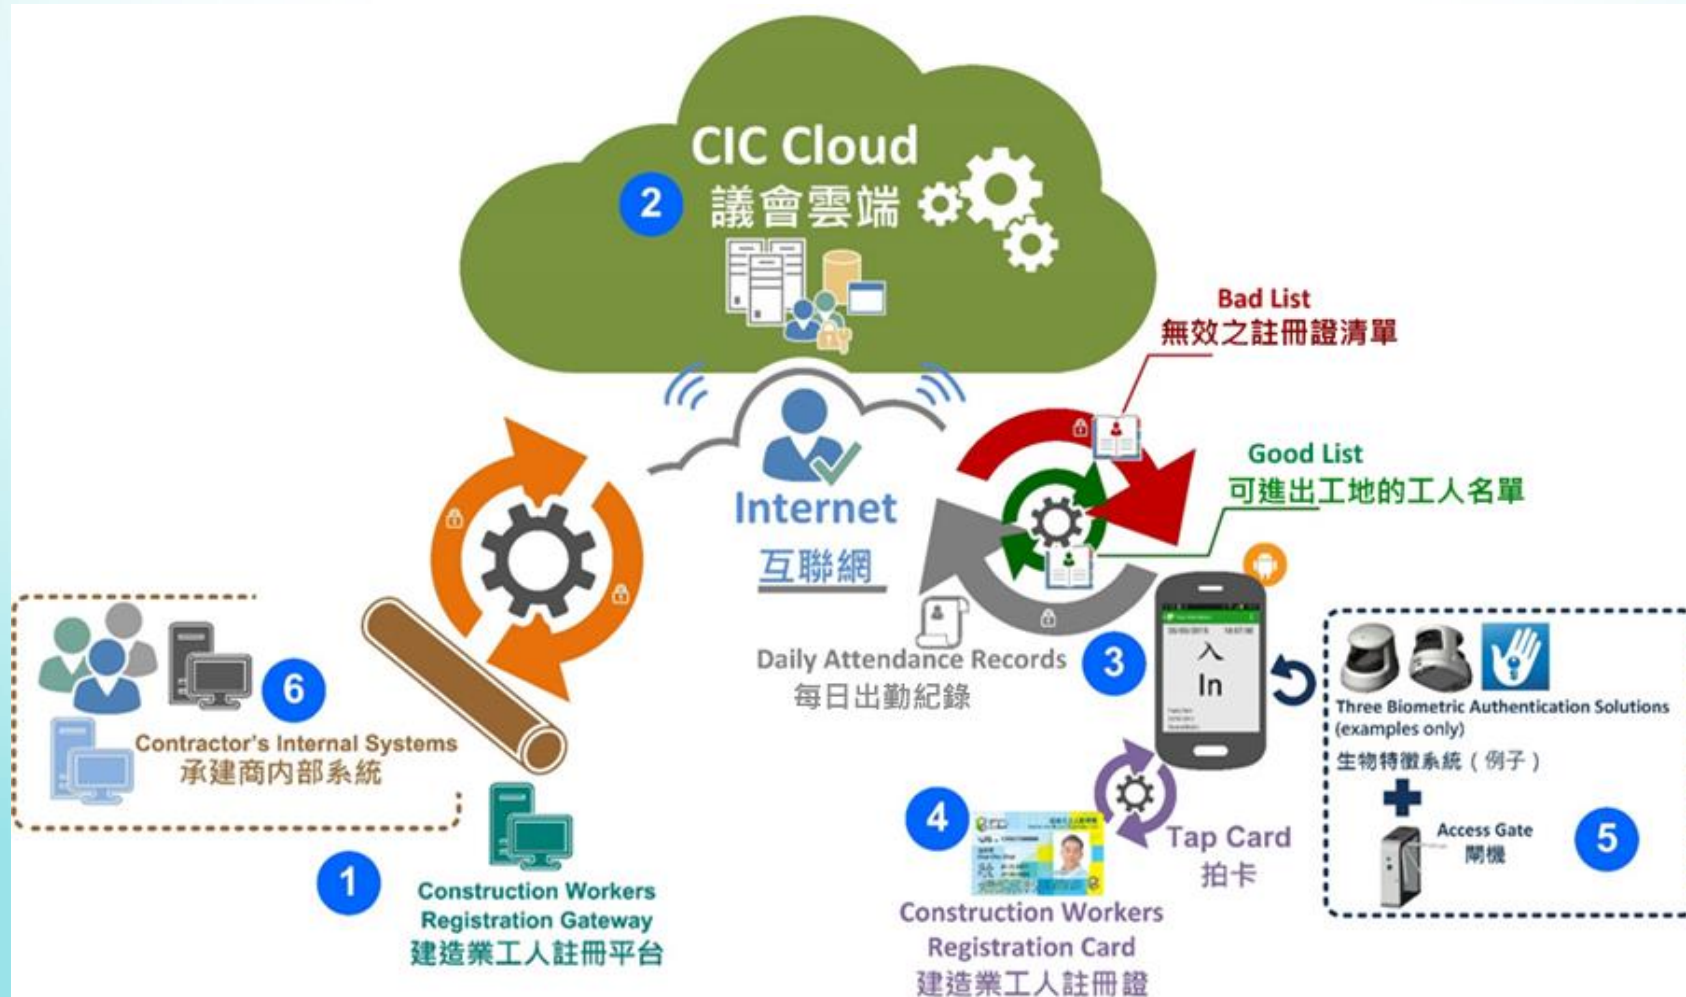 CIC Cloud
2
議會雲端
Bad List
無效之註冊證清單
Good List
可進出工地的工人名單
Internet
互聯網
Daily Attendance Records
每日出勤紀錄
3
入
In
6
Contractor's Internal Systems
承建商内部系統
1
Construction Workers
Registration Gateway
建造業工人註冊平台
4
Tap Card
拍卡
Construction Workers
Registration Card
建造業工人註冊證
Three Biometric Authentication Solutions
(examples only)
生物特徵系統（例子）
Access Gate
閘機
5